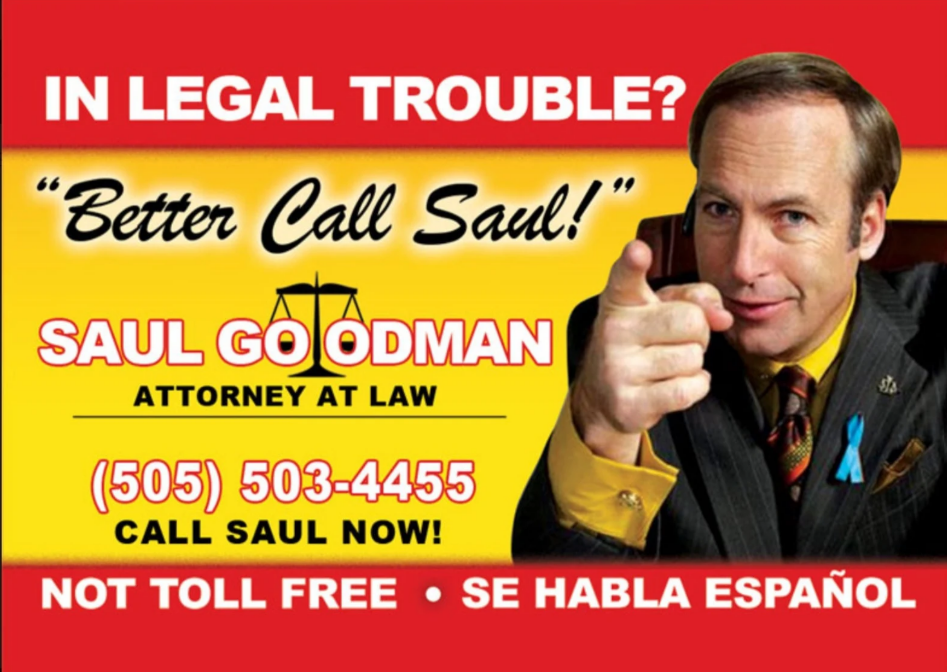 IN LEGAL TROUBLE?
"Better Call Saul!"
SAUL GOODMAN
ATTORNEY AT LAW
(505) 503-4455
CALL SAUL NOW!
NOT TOLL FREE • SE HABLA ESPAÑOL